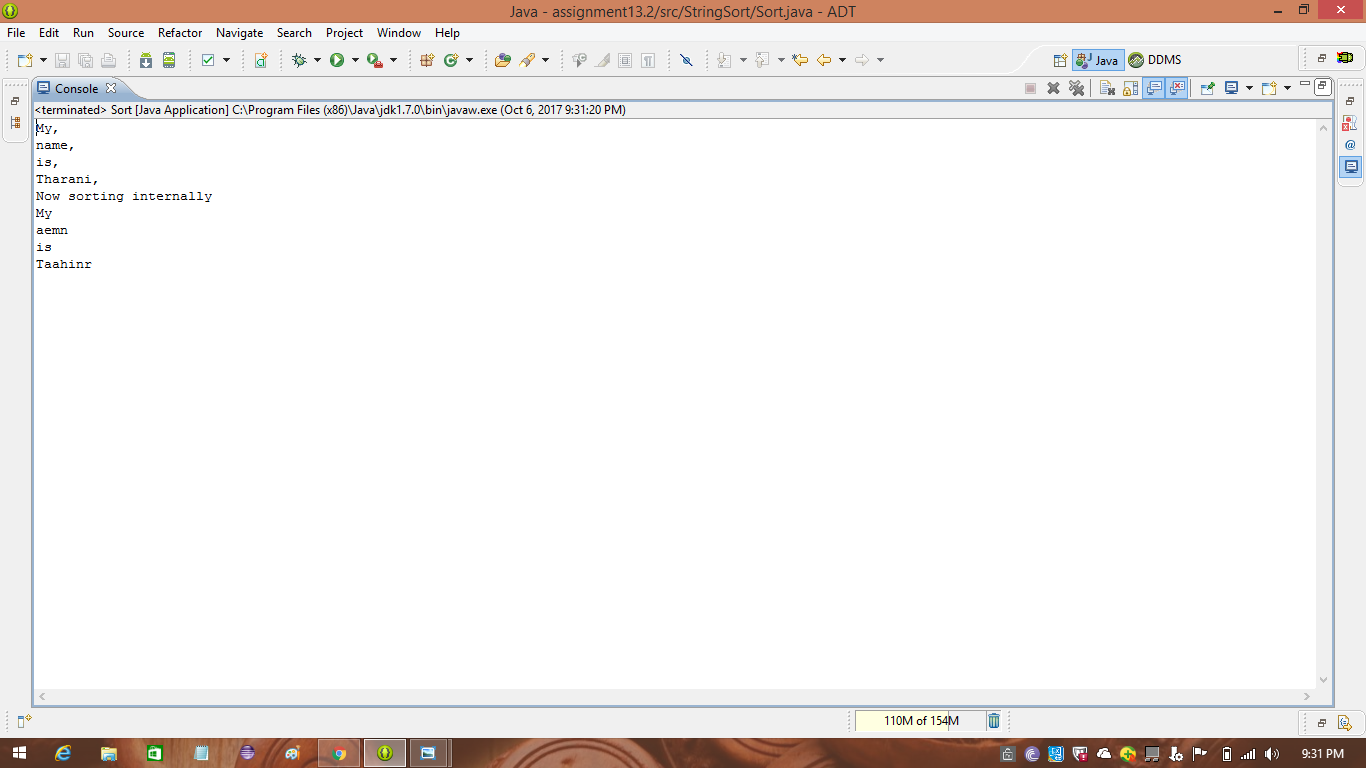 Java - assignment13.2/src/StringSort/Sort.java - ADT
File Edit Run Source Refactor Navigate Search Project Window Help
Java DDMS
Console
<terminated> Sort [Java Application] C:\Program Files (x86)\Java\jdk1.7.0\bin\javaw.exe (Oct 6, 2017 9:31:20 PM)
My,
name,
is,
Tharani,
Now sorting internally
My
aemn
is
Taahinr
110M of 154M
9:31 PM